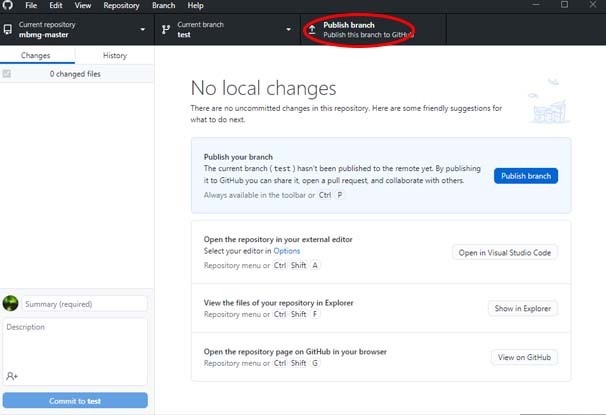 File Edit View Repository Branch Help
Current repository
mbmg-master
Current branch
test
Publish branch
Publish this branch to GitHub
Changes History
0 changed files
No local changes
There are no uncommitted changes in this repository. Here are some friendly suggestions for
what to do next.
Publish your branch
The current branch (test) hasn't been published to the remote yet. By publishing
it to GitHub you can share it, open a pull request, and collaborate with others.
Always available in the toolbar or Ctrl P
Publish branch
Open the repository in your external editor
Select your editor in Options
Repository menu or Ctrl Shift A
Open in Visual Studio Code
View the files of your repository in Explorer
Repository menu or Ctrl Shift F
Show in Explorer
Open the repository page on GitHub in your browser
Repository menu or Ctrl Shift G
View on GitHub
Summary (required)
Description
Commit to test